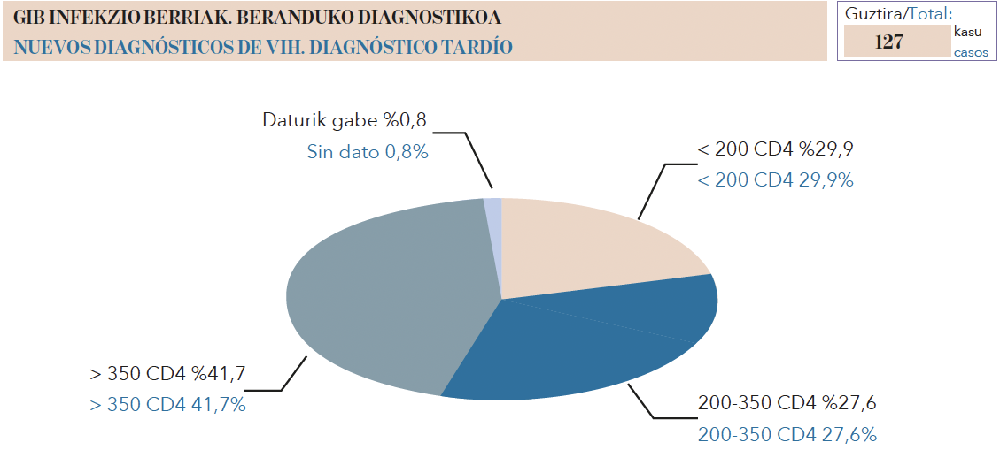 GIB INFEKZIO BERRIAK. BERANDUKO DIAGNOSTIKOA
NUEVOS DIAGNÓSTICOS DE VIH. DIAGNÓSTICO TARDÍO
Guztira/Total:
127
kasu
casos
Daturik gabe %0,8
Sin dato 0,8%
< 200 CD4 %29,9
< 200 CD4 29,9%
> 350 CD4 %41,7
> 350 CD4 41,7%
200-350 CD4 %27,6
200-350 CD4 27,6%